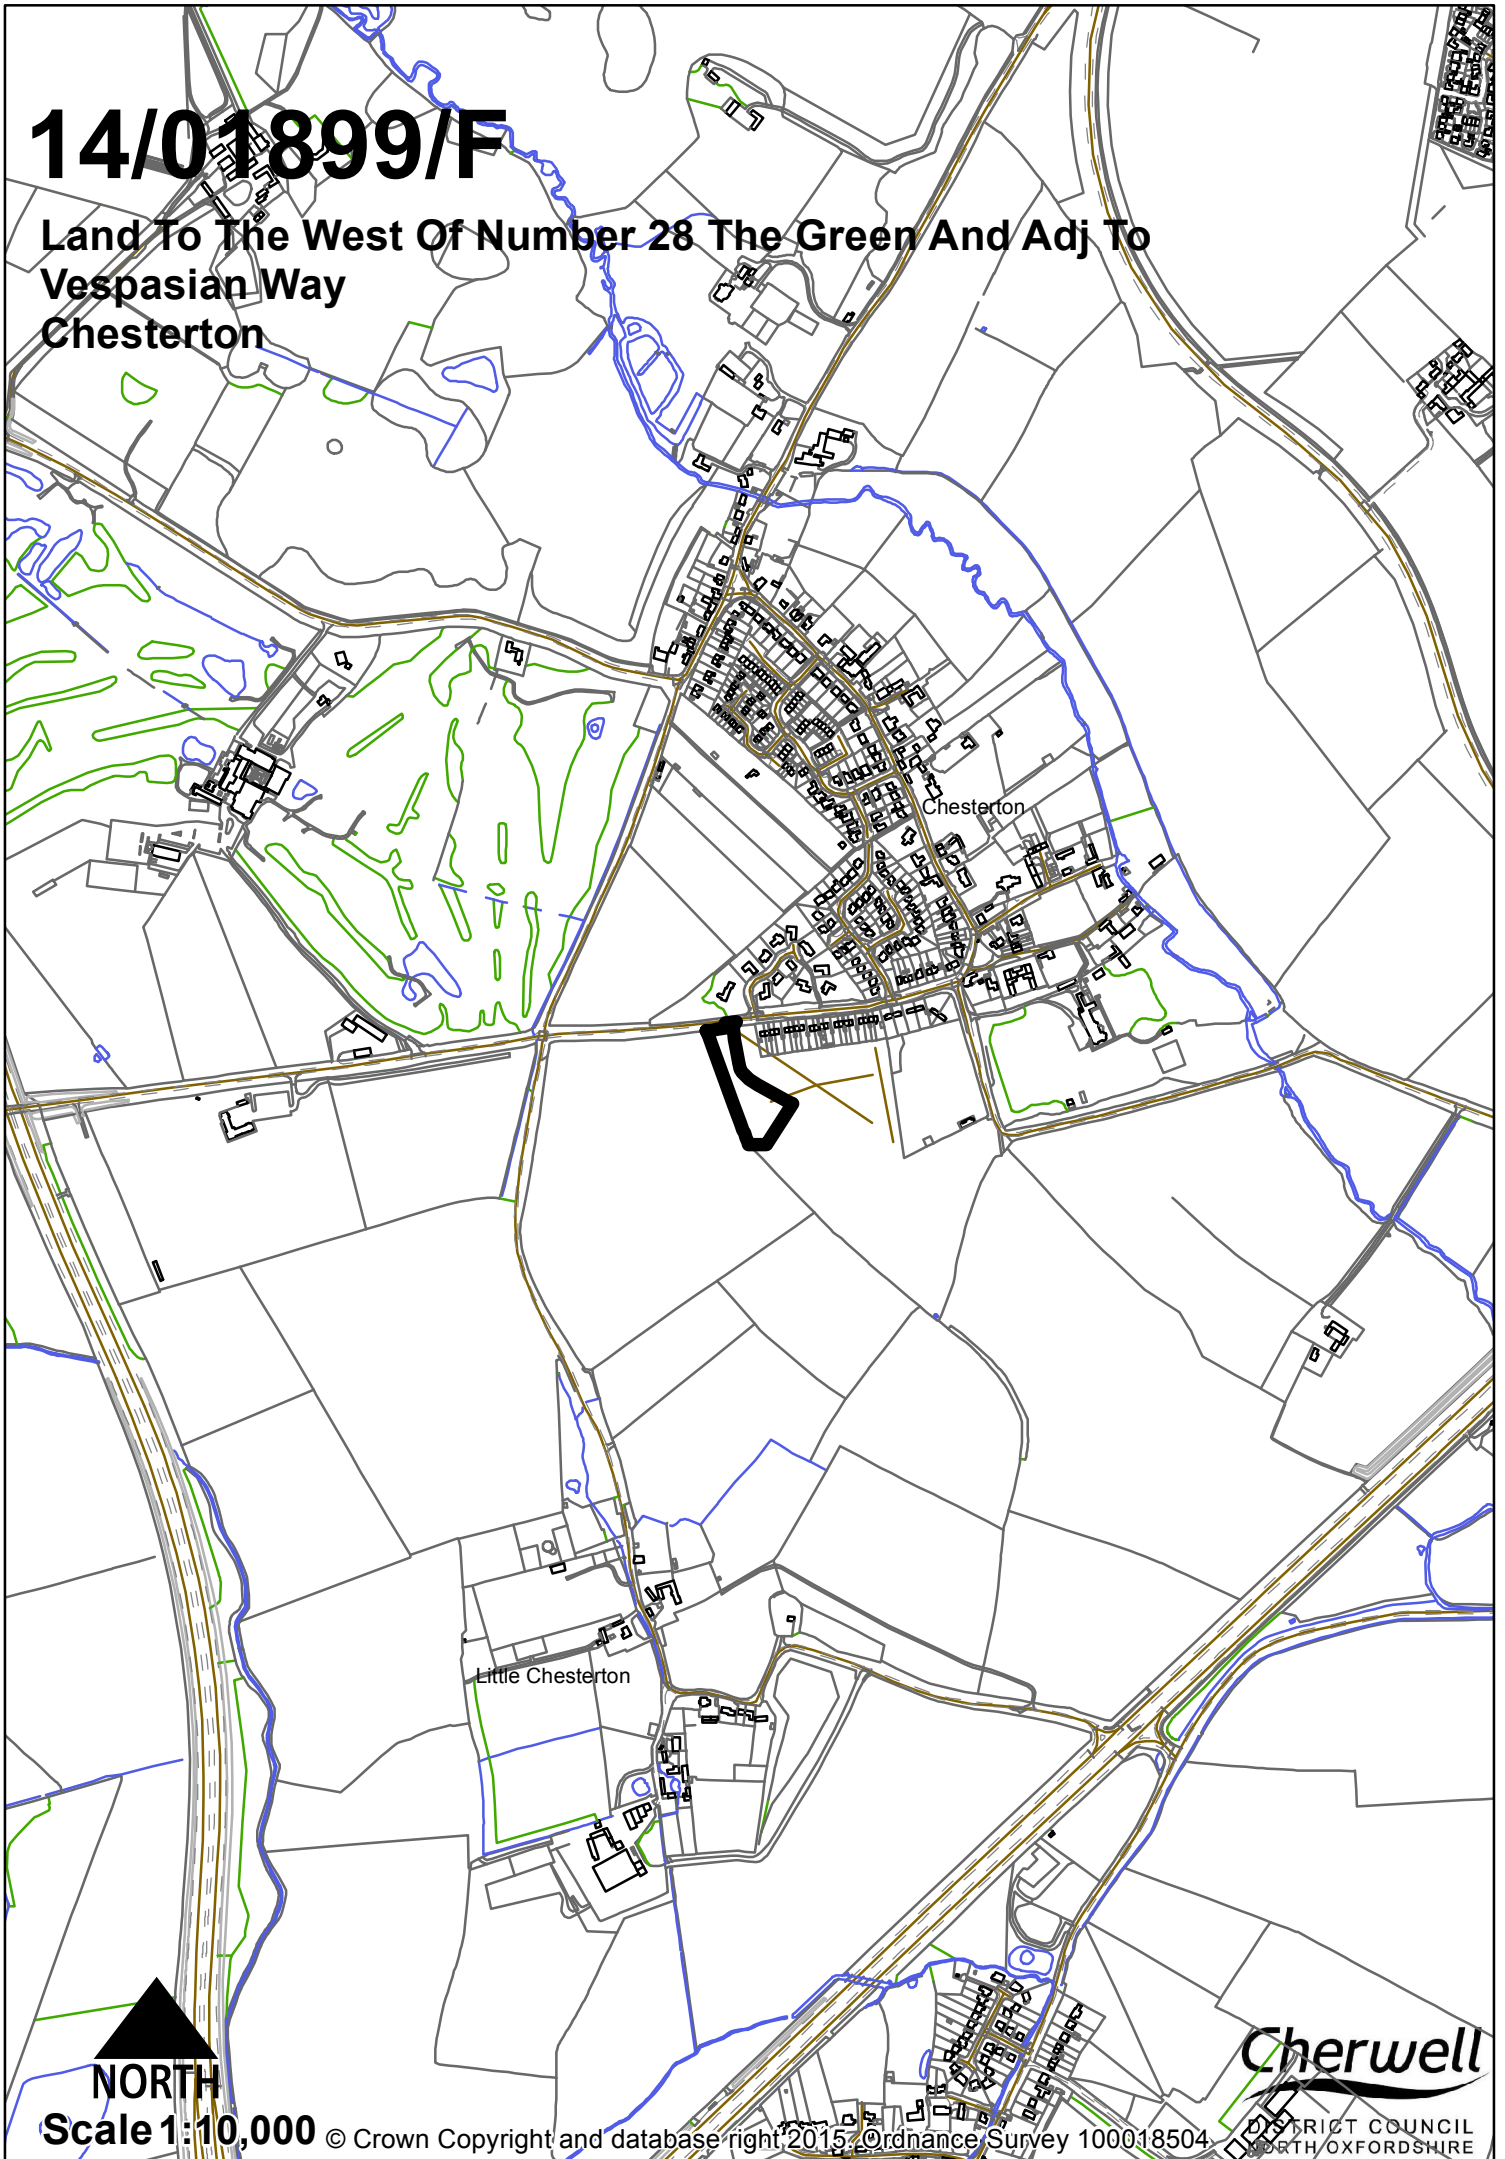 14/01899/F
Land To The West Of Number 28 The Green And Adj To
Vespasian Way
Chesterton
Chesterton
Little Chesterton
NORTH
Scale 1:10,000
© Crown Copyright and database right 2015. Ordnance Survey 100018504
Cherwell
DISTRICT COUNCIL
NORTH OXFORDSHIRE